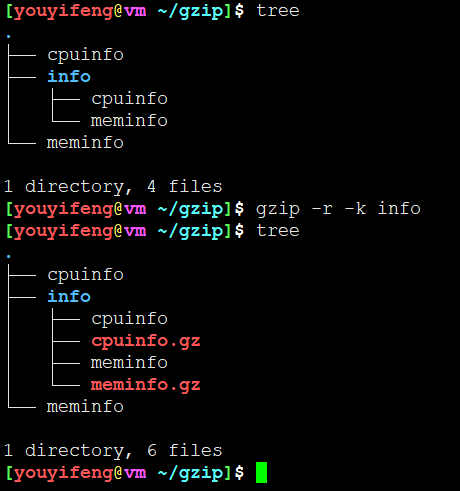 [youyifeng@vm ~/gzip]$ tree
.
├── cpuinfo
├── info
│   ├── cpuinfo
│   └── meminfo
└── meminfo

1 directory, 4 files
[youyifeng@vm ~/gzip]$ gzip -r -k info
[youyifeng@vm ~/gzip]$ tree
.
├── cpuinfo
├── info
│   ├── cpuinfo
│   ├── cpuinfo.gz
│   ├── meminfo
│   └── meminfo.gz
└── meminfo

1 directory, 6 files
[youyifeng@vm ~/gzip]$